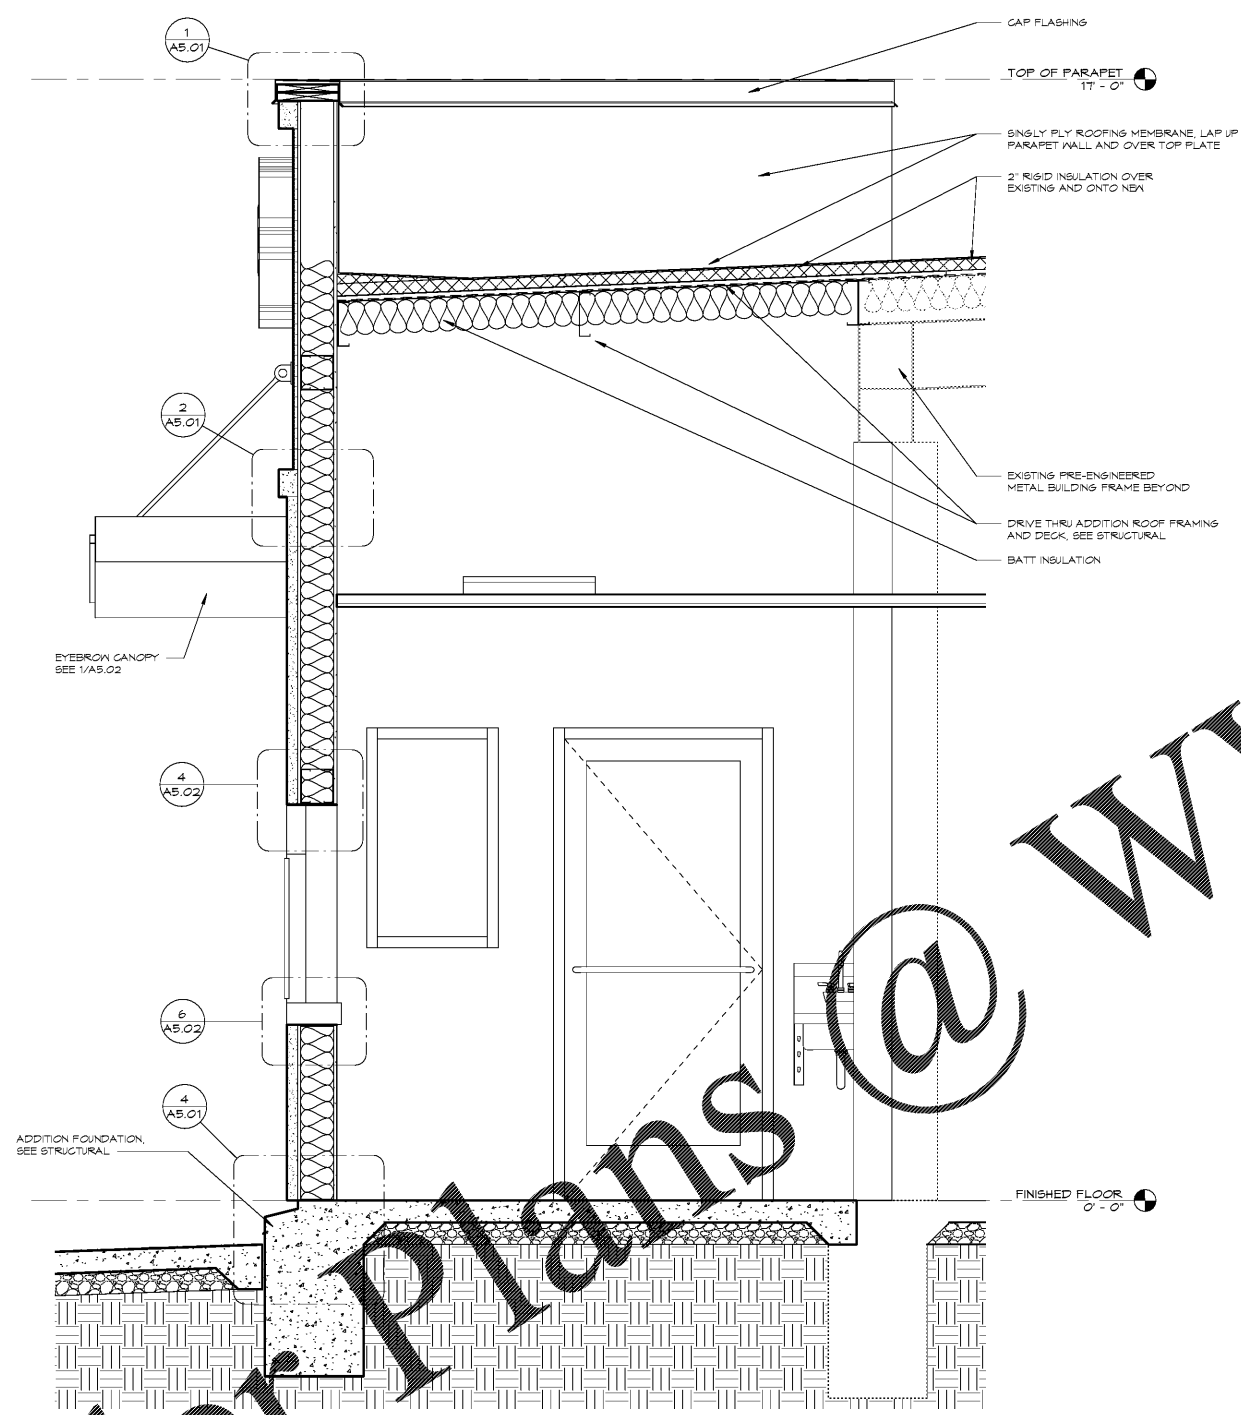 1
A5.01
CAP FLASHING
TOP OF PARAPET
17' - 0"
SINGLY PLY ROOFING MEMBRANE, LAP UP
PARAPET WALL AND OVER TOP PLATE
2" RIGID INSULATION OVER
EXISTING AND ONTO NEW
2
A5.01
EXISTING PRE-ENGINEERED
METAL BUILDING FRAME BEYOND
DRIVE THRU ADDITION ROOF FRAMING
AND DECK, SEE STRUCTURAL
BATT INSULATION
EYEBROW CANOPY
SEE 1/A5.02
4
A5.02
6
A5.02
4
A5.01
ADDITION FOUNDATION,
SEE STRUCTURAL
FINISHED FLOOR
0' - 0"
Plans @